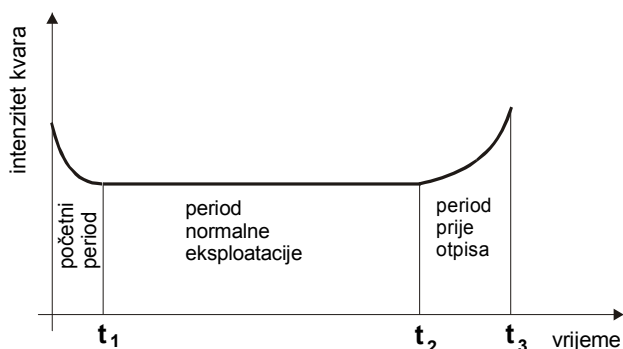 intenzitet kvara
početni
period
period
normalne
eksploatacije
period
prije
otpisa
t1
t2
t3
vrijeme